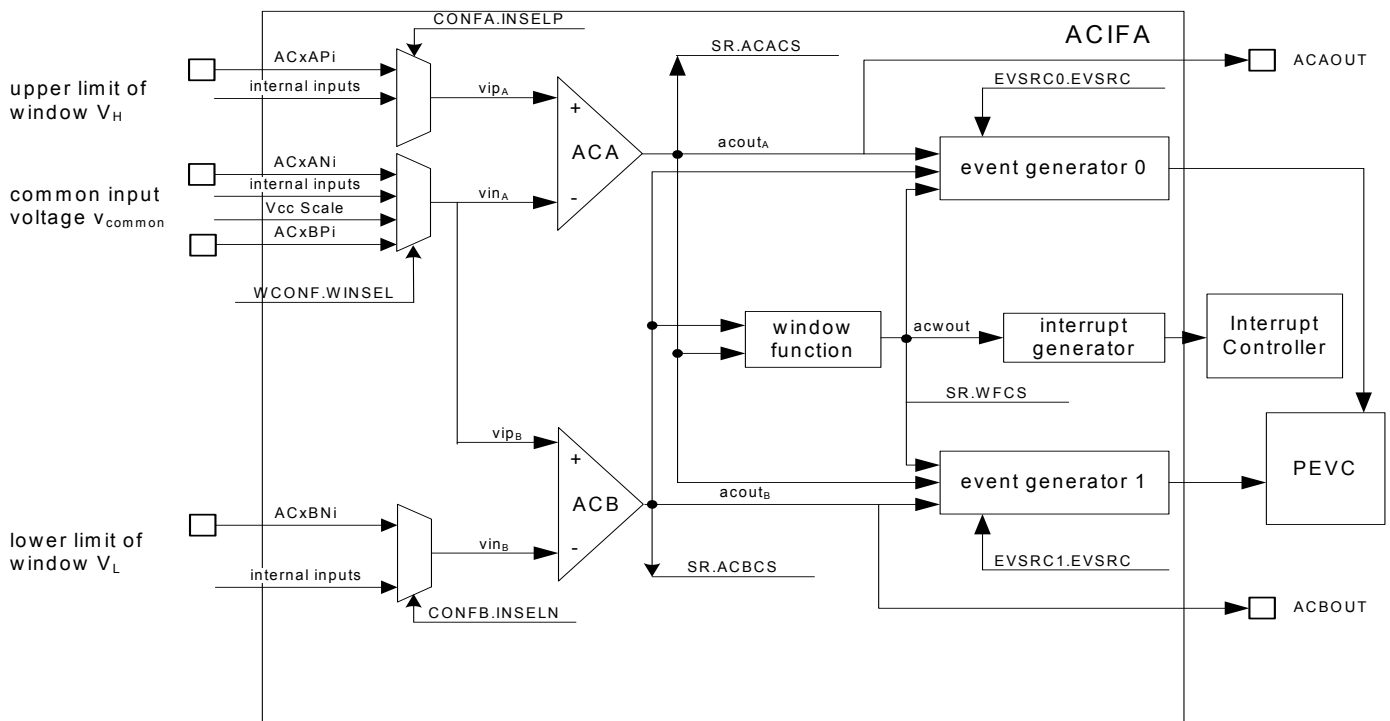 CONFA.INSELP
ACIFA
SR.ACACS
ACxAPi
ACAOUT
upper limit of
window VH
internal inputs
vipA
EVSRC0.EVSRC
+
ACA
-
acoutA
event generator 0
common input
voltage vcommon
ACxANi
internal inputs
Vcc Scale
ACxBPi
vinA
WCONF.WINSEL
window
function
acwout
interrupt
generator
Interrupt
Controller
SR.WFCS
vipB
+
ACB
-
acoutB
event generator 1
PEVC
lower limit of
window VL
ACxBNi
internal inputs
vinB
SR.ACBCS
EVSRC1.EVSRC
CONFB.INSELN
ACBOUT